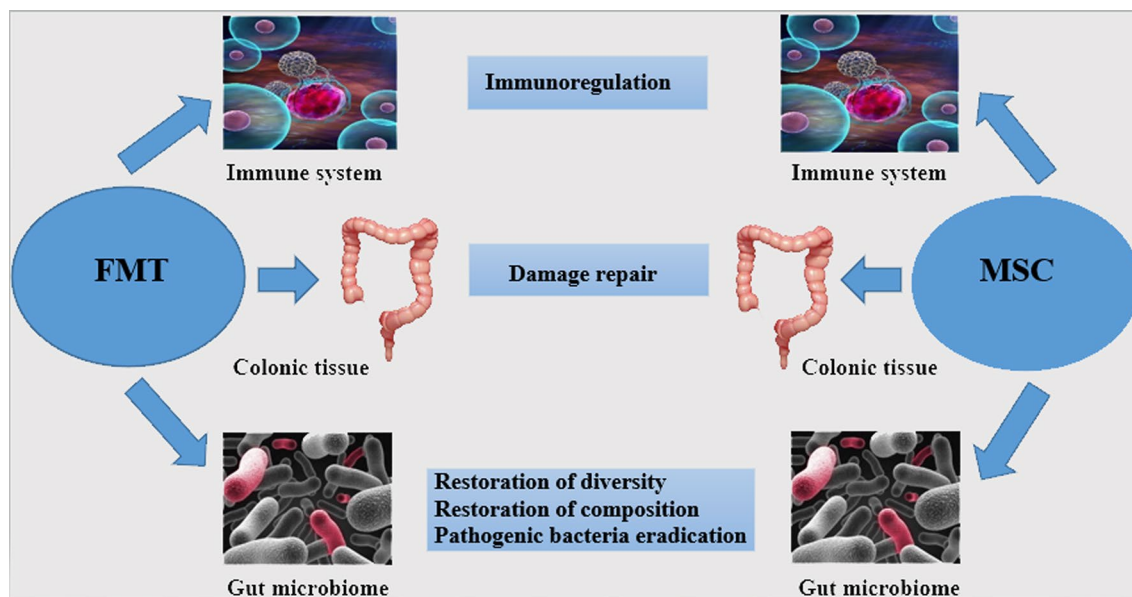 Immunoregulation
Immune system
Immune system
FMT
Damage repair
MSC
Colonic tissue
Colonic tissue
Restoration of diversity
Restoration of composition
Pathogenic bacteria eradication
Gut microbiome
Gut microbiome